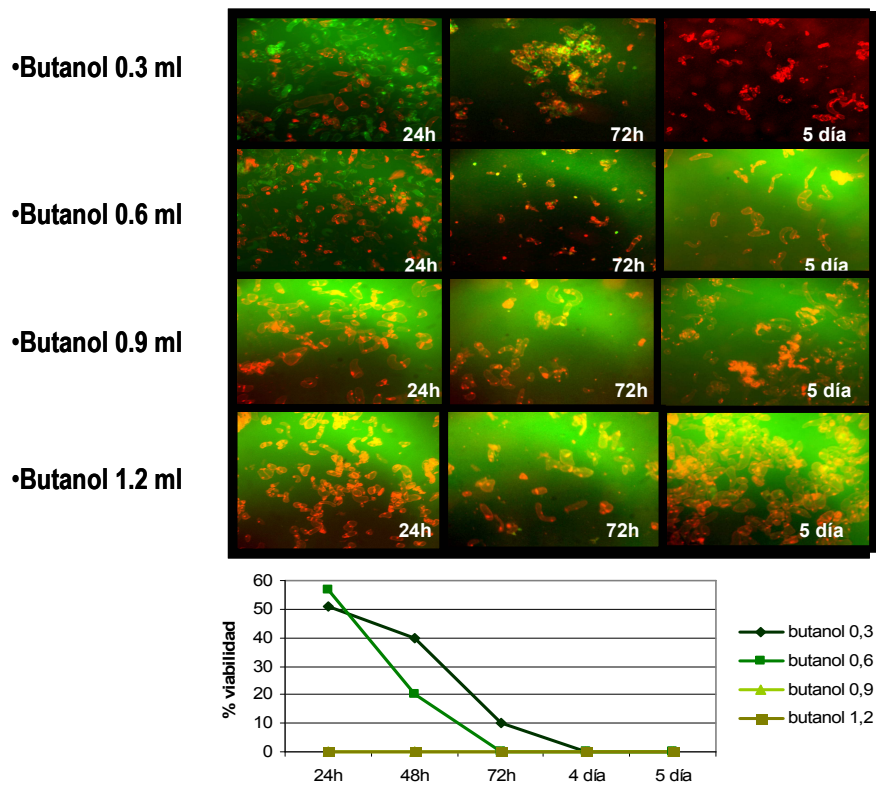 •Butanol 0.3 ml
24h
72h
5 día
•Butanol 0.6 ml
24h
72h
5 día
•Butanol 0.9 ml
24h
72h
5 día
•Butanol 1.2 ml
24h
72h
5 día
60
50
40
30
20
10
0
% viabilidad
24h
48h
72h
4 día
5 día
butanol 0,3
butanol 0,6
butanol 0,9
butanol 1,2